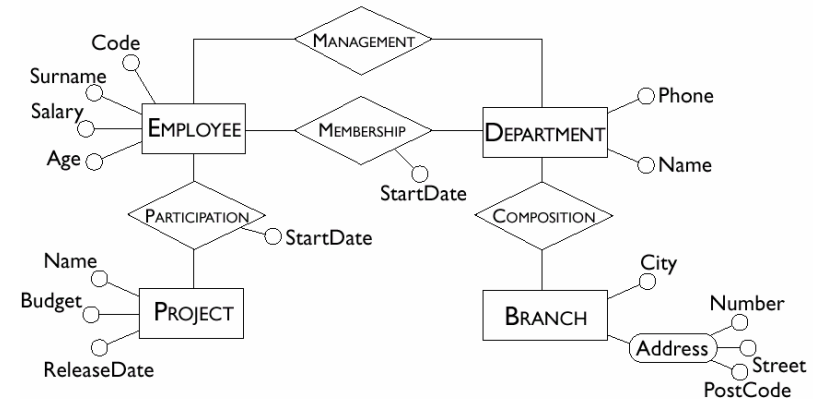 Code
MANAGEMENT
Surname
Phone
Salary
EMPLOYEE
MEMBERSHIP
DEPARTMENT
Age
Name
StartDate
PARTICIPATION
COMPOSITION
StartDate
Name
City
Budget
PROJECT
Number
BRANCH
Address
ReleaseDate
Street
PostCode